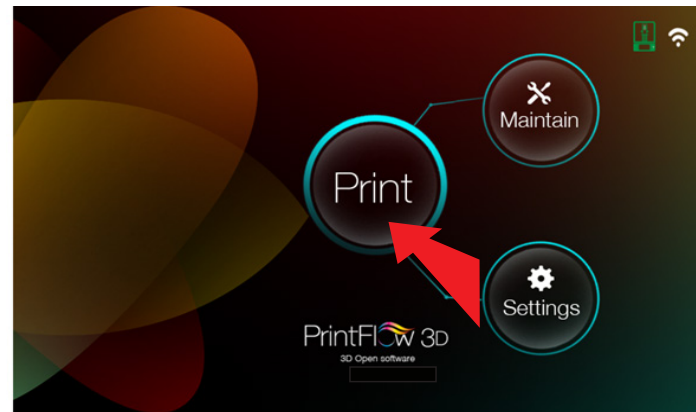 Maintain
Print
Settings
PrintFlow 3D
3D Open software